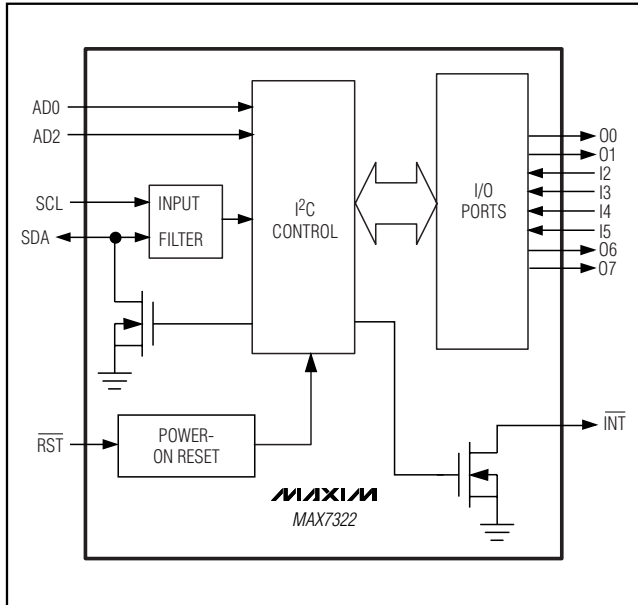 AD0
AD2
SCL
SDA
INPUT
FILTER
I²C
CONTROL
I/O
PORTS
O0
O1
I2
I3
I4
I5
O6
O7
RST
POWER-
ON RESET
INT
MAXIM
MAX7322